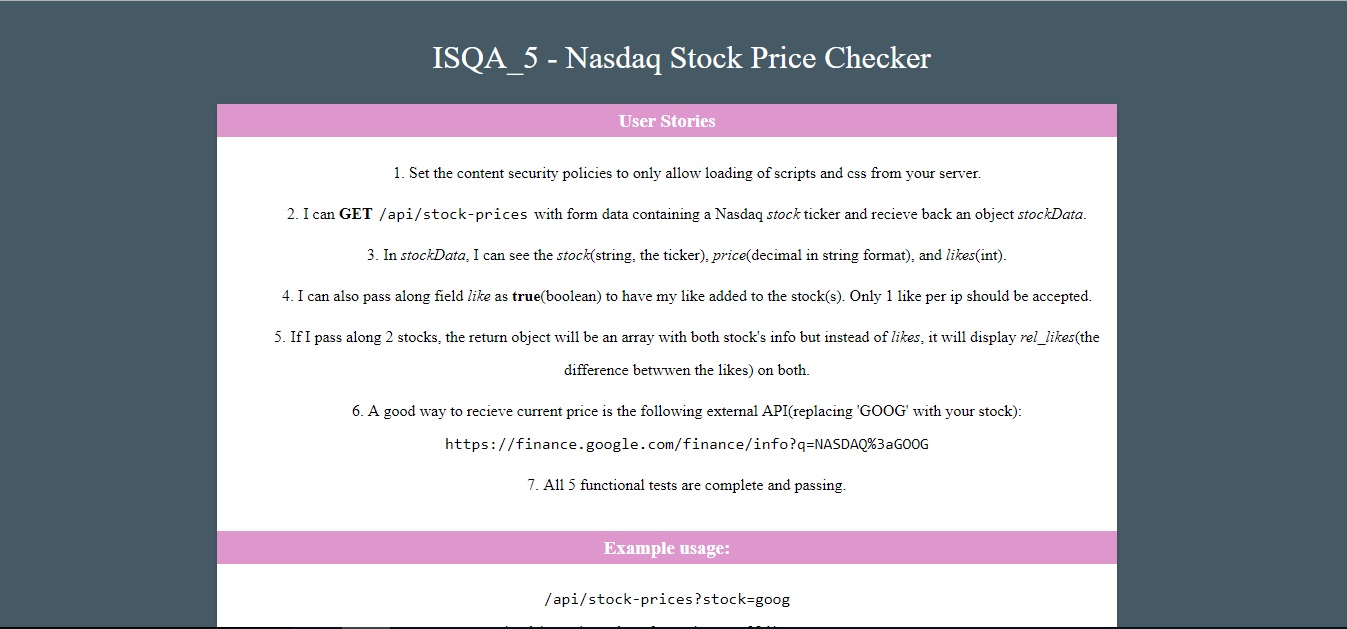 ISQA_5 - Nasdaq Stock Price Checker
User Stories
1. Set the content security policies to only allow loading of scripts and css from your server.
2. I can GET /api/stock-prices with form data containing a Nasdaq stock ticker and recieve back an object stockData.
3. In stockData, I can see the stock(string, the ticker), price(decimal in string format), and likes(int).
4. I can also pass along field like as true(boolean) to have my like added to the stock(s). Only 1 like per ip should be accepted.
5. If I pass along 2 stocks, the return object will be an array with both stock's info but instead of likes, it will display rel_likes(the
difference betwwen the likes) on both.
6. A good way to recieve current price is the following external API(replacing 'GOOG' with your stock):
https://finance.google.com/finance/info?q=NASDAQ%3aGOOG
7. All 5 functional tests are complete and passing.
Example usage:
/api/stock-prices?stock=goog